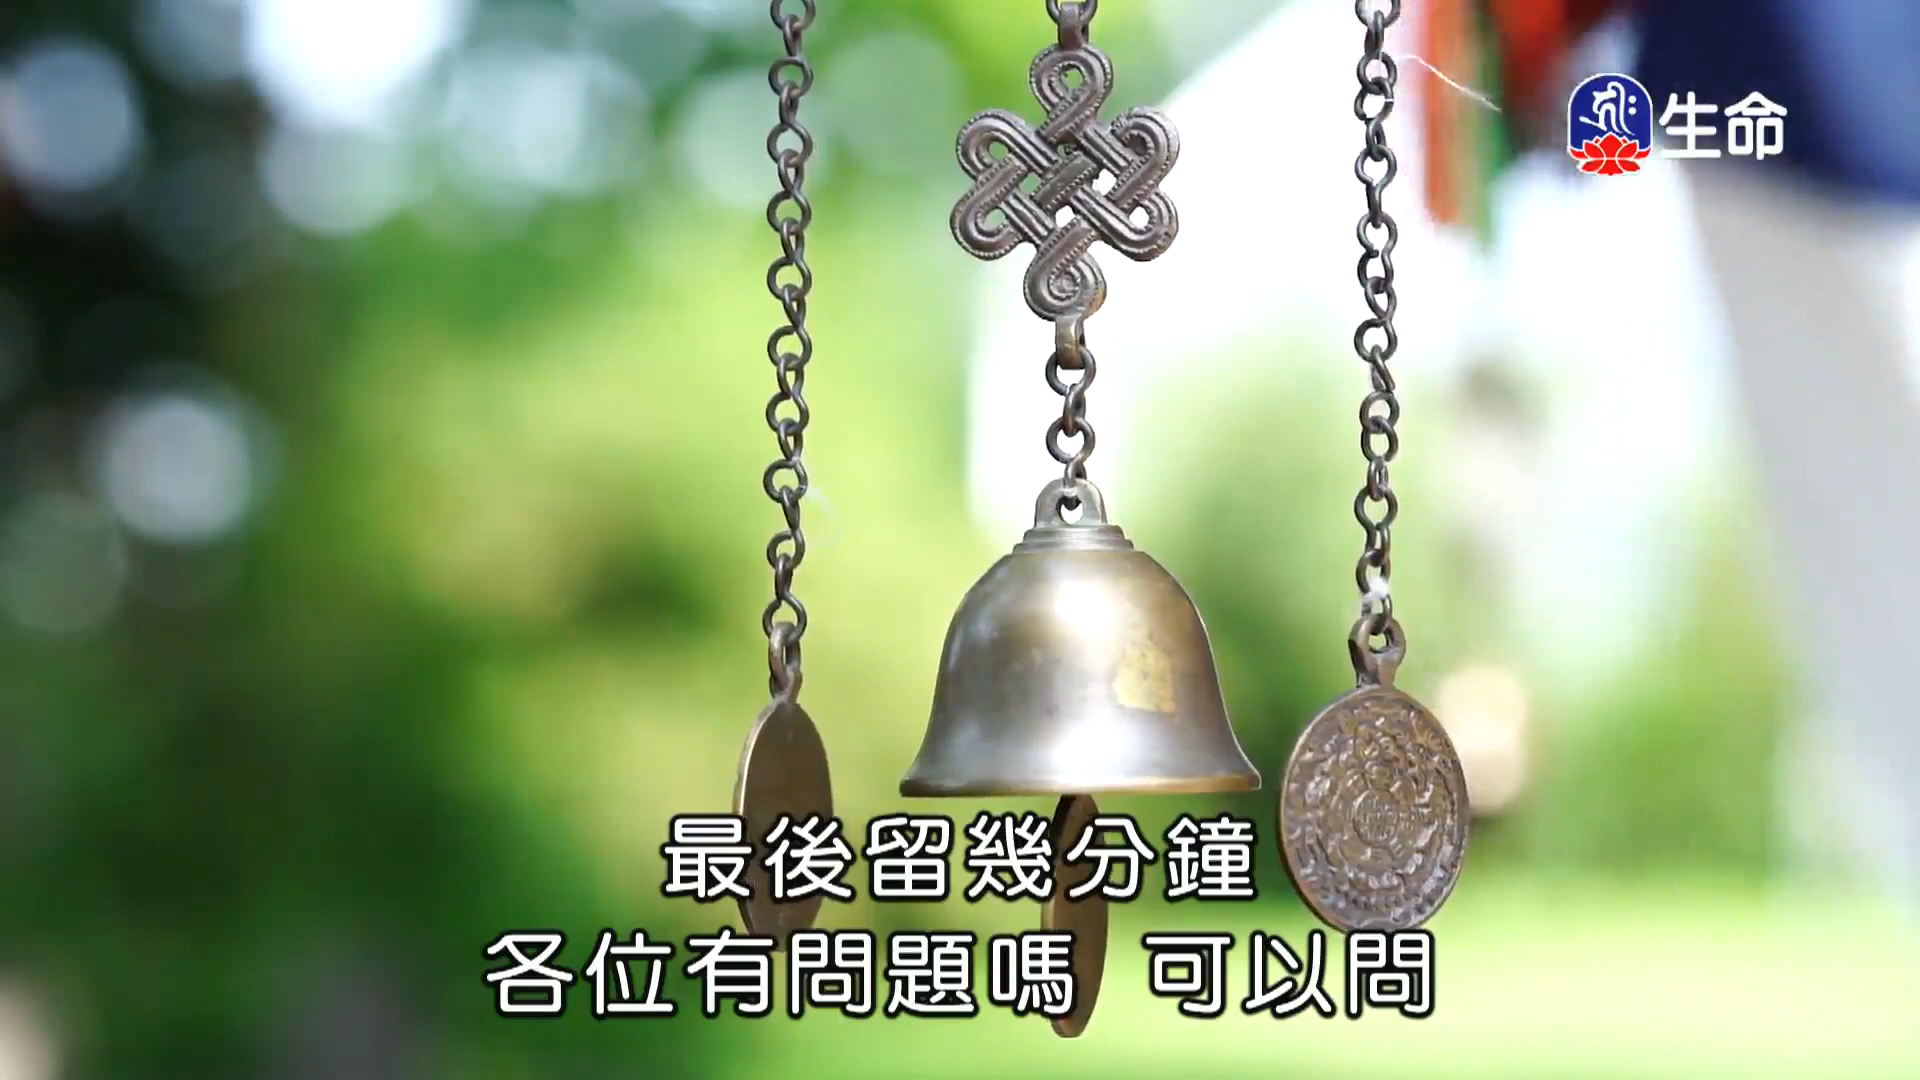 生命
最後留幾分鐘
各位有問題嗎 可以問